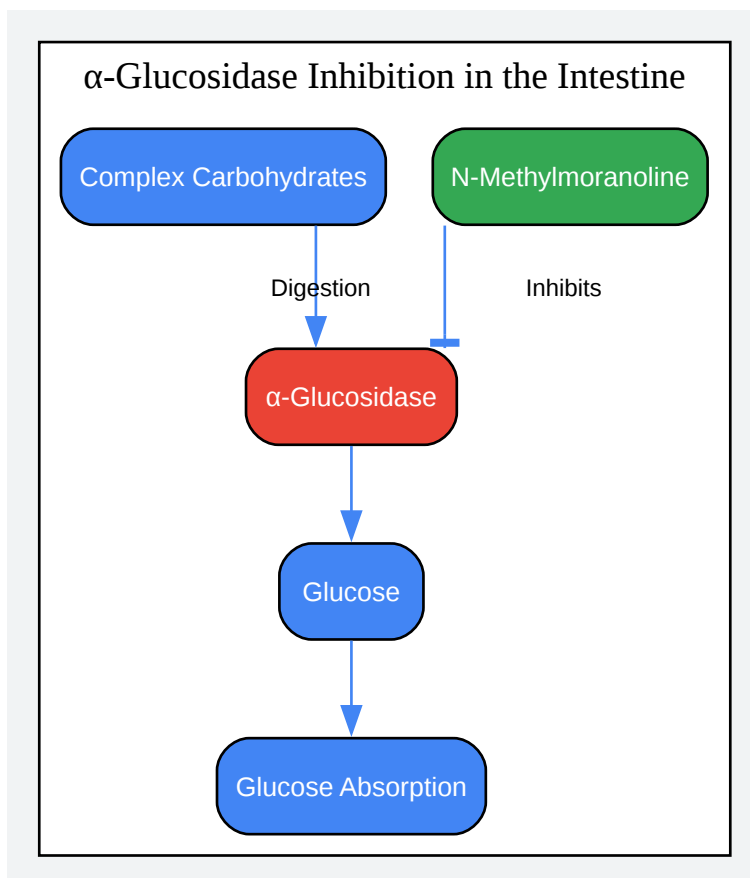 α-Glucosidase Inhibition in the Intestine
Complex Carbohydrates
N-Methylmoranoline
Digestion
Inhibits
α-Glucosidase
Glucose
Glucose Absorption